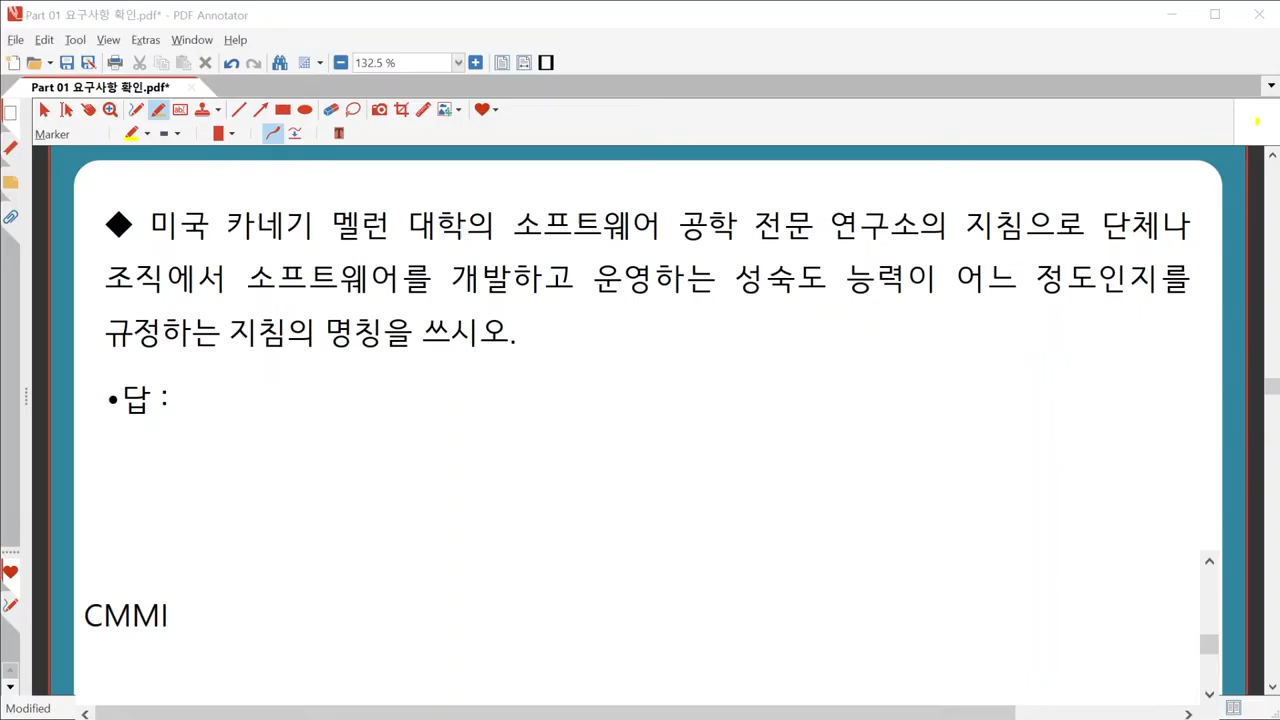 Part 01 요구사항 확인.pdf* - PDF Annotator
File Edit Tool View Extras Window Help
132.5 %
Part 01 요구사항 확인.pdf*
Marker
◆ 미국 카네기 멜런 대학의 소프트웨어 공학 전문 연구소의 지침으로 단체나
조직에서 소프트웨어를 개발하고 운영하는 성숙도 능력이 어느 정도인지를
규정하는 지침의 명칭을 쓰시오.
•답 :
CMMI
Modified